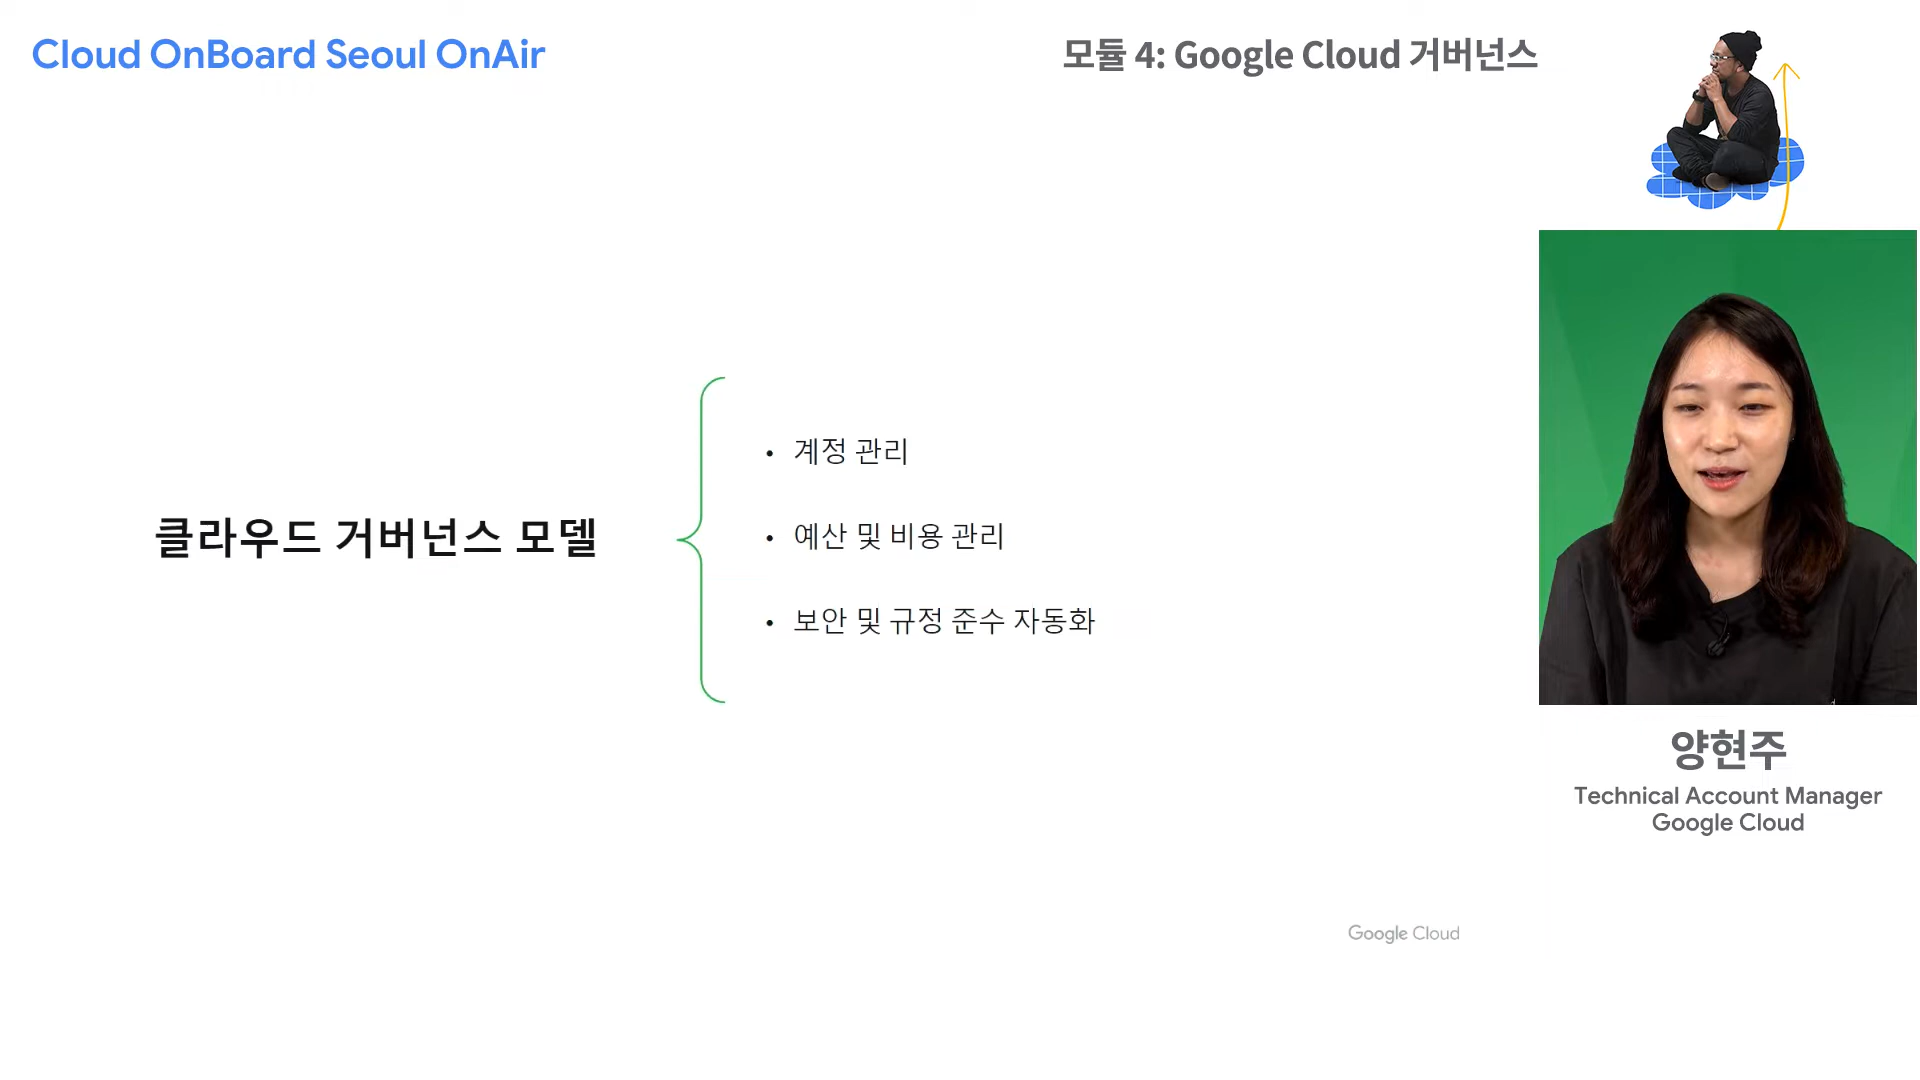 Cloud OnBoard Seoul OnAir
모듈 4: Google Cloud 거버넌스
클라우드 거버넌스 모델
• 계정 관리
• 예산 및 비용 관리
• 보안 및 규정 준수 자동화
양현주
Technical Account Manager
Google Cloud
Google Cloud